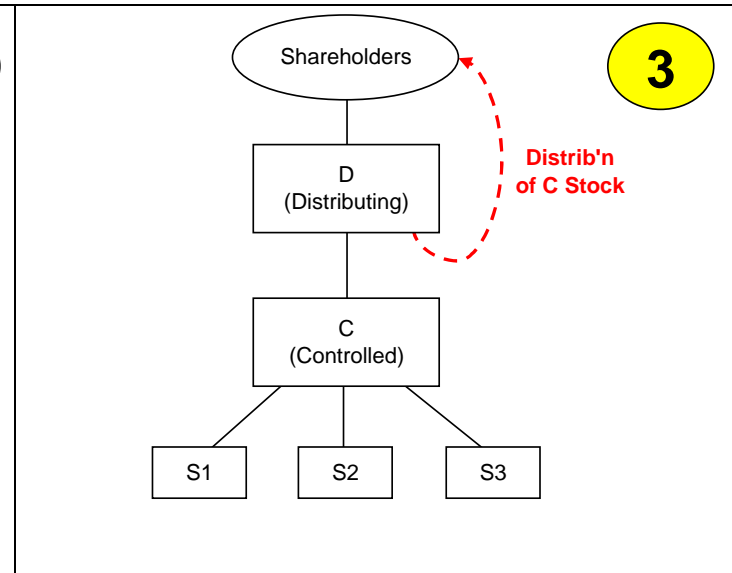 Shareholders
3
Distrib'n
of C Stock
D
(Distributing)
C
(Controlled)
S1
S2
S3